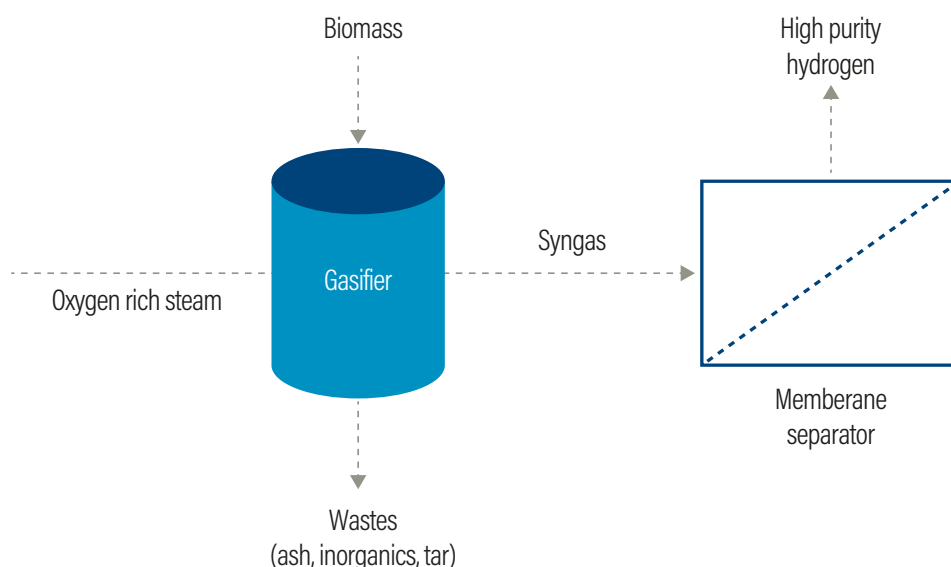 Biomass
High purity
hydrogen
Syngas
Gasifier
Oxygen rich steam
Memberane
separator
Wastes
(ash, inorganics, tar)